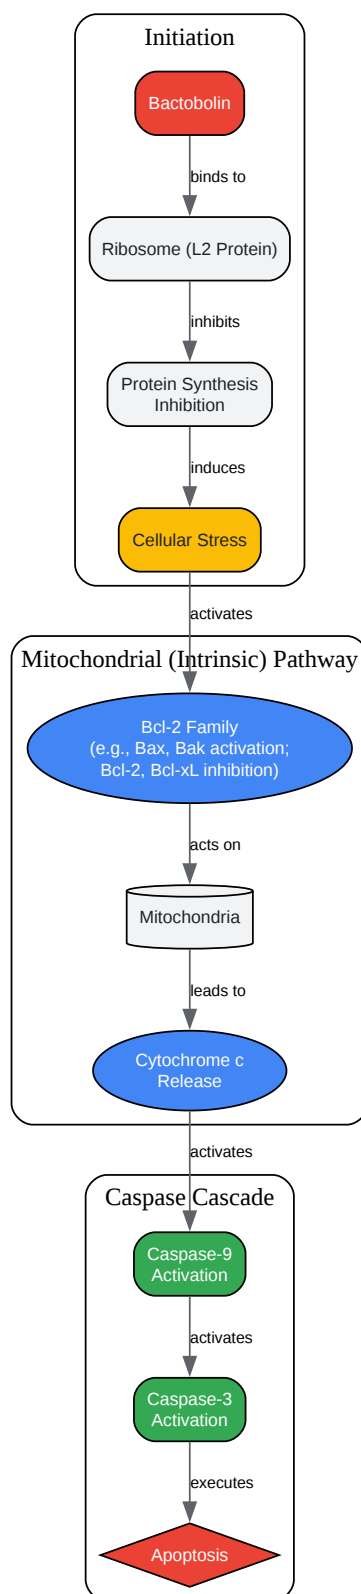 Initiation
Bactobolin
binds to
Ribosome (L2 Protein)
inhibits
Protein Synthesis
Inhibition
induces
Cellular Stress
activates
Mitochondrial (Intrinsic) Pathway
Bcl-2 Family
(e.g., Bax, Bak activation;
Bcl-2, Bcl-xL inhibition)
acts on
Mitochondria
leads to
Cytochrome c
Release
activates
Caspase Cascade
Caspase-9
Activation
activates
Caspase-3
Activation
executes
Apoptosis